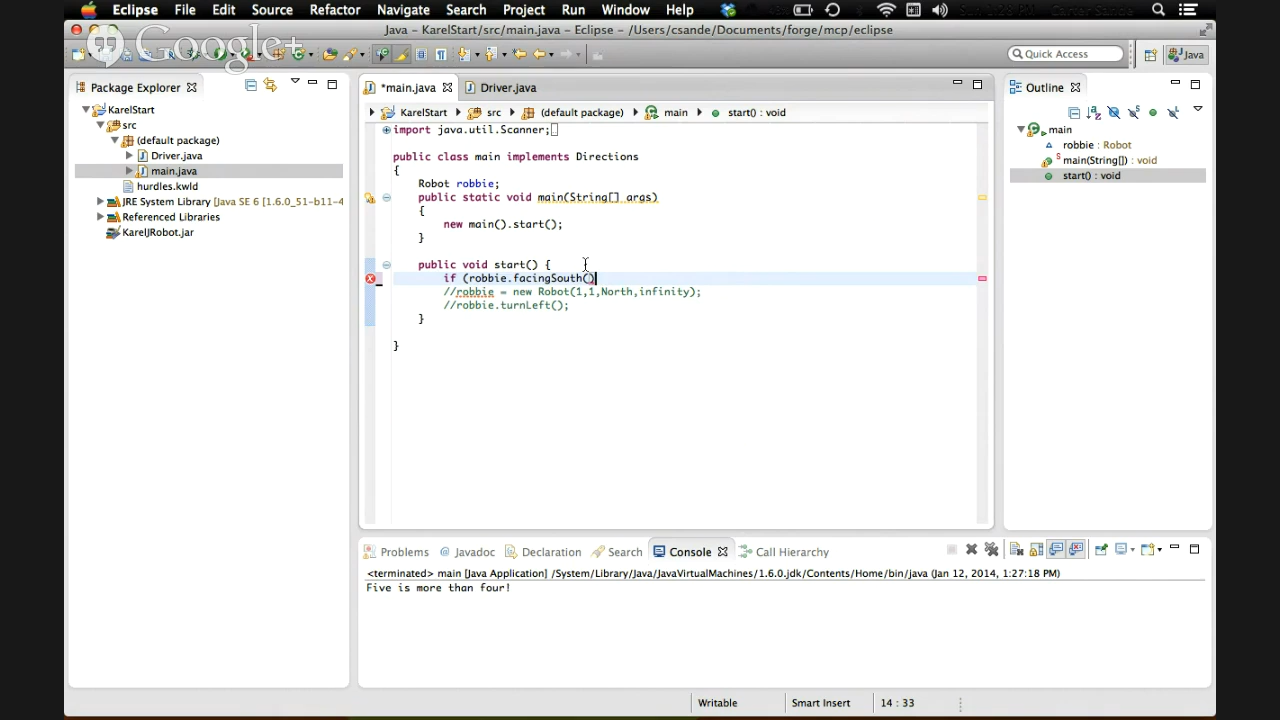 Eclipse File Edit Source Refactor Navigate Search Project Run Window Help
Java - KarelStart/src/main.java - Eclipse - /Users/csande/Documents/forge/mcp/eclipse
Google+
Quick Access
Java
Package Explorer
*main.java
Driver.java
Outline
KarelStart
src
(default package)
Driver.java
main.java
hurdles.kwld
JRE System Library [Java SE 6 [1.6.0_51-b11-4
Referenced Libraries
KarelJRobot.jar
KarelStart src (default package) main start() : void
import java.util.Scanner;
public class main implements Directions
{
Robot robbie;
public static void main(String[] args)
{
new main().start();
}
public void start() {
if (robbie.facingSouth()
//robbie = new Robot(1,1,North,infinity);
//robbie.turnLeft();
}
}
main
robbie : Robot
main(String[]) : void
start() : void
Problems @ Javadoc Declaration Search Console Call Hierarchy
<terminated> main [Java Application] /System/Library/Java/JavaVirtualMachines/1.6.0.jdk/Contents/Home/bin/java (Jan 12, 2014, 1:27:18 PM)
Five is more than four!
Writable Smart Insert 14 : 33